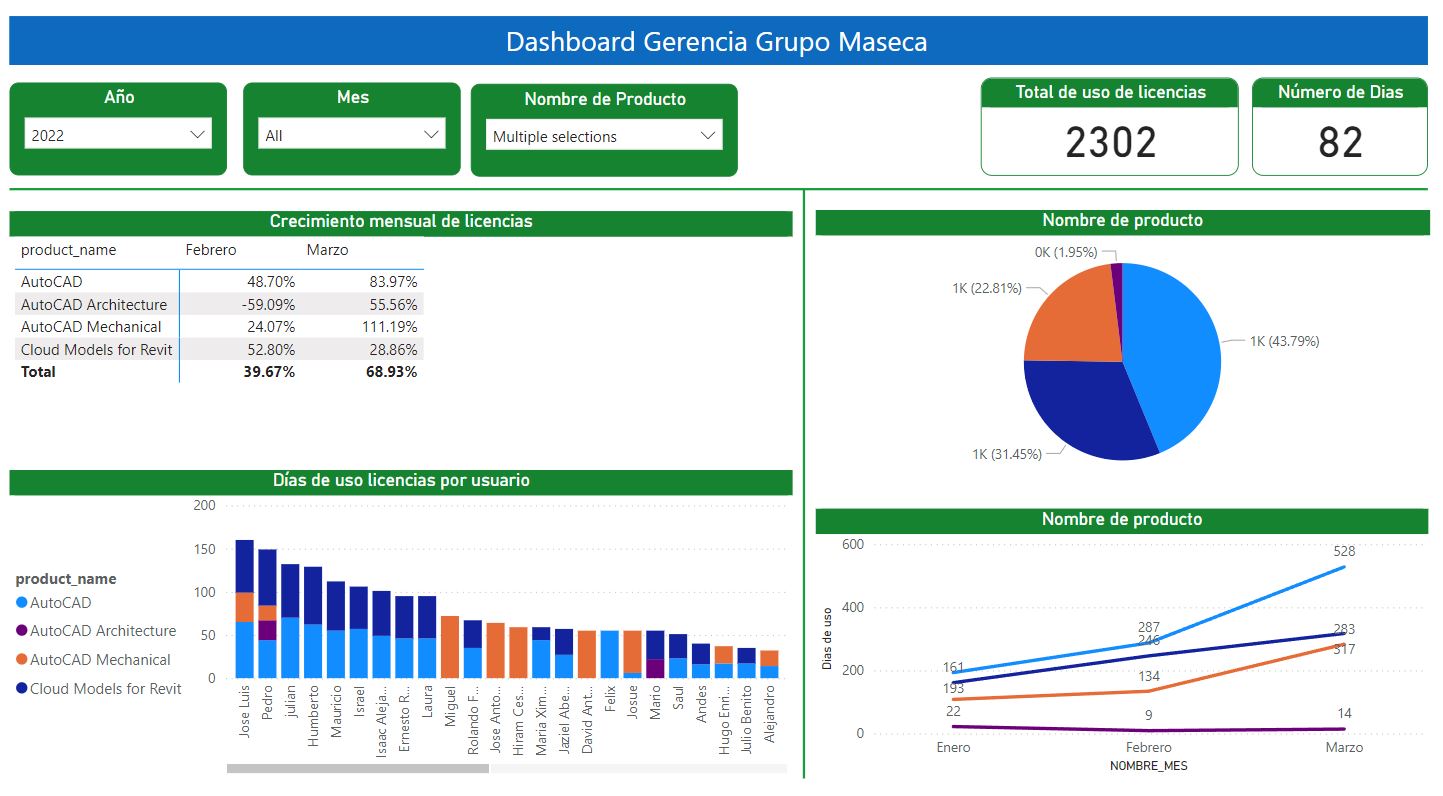 Dashboard Gerencia Grupo Maseca
Año
2022
Mes
All
Nombre de Producto
Multiple selections
Total de uso de licencias
2302
Número de Dias
82
Crecimiento mensual de licencias
product_name Febrero Marzo
AutoCAD 48.70% 83.97%
AutoCAD Architecture -59.09% 55.56%
AutoCAD Mechanical 24.07% 111.19%
Cloud Models for Revit 52.80% 28.86%
Total 39.67% 68.93%
Nombre de producto
0K (1.95%)
1K (22.81%)
1K (43.79%)
1K (31.45%)
Días de uso licencias por usuario
product_name
AutoCAD
AutoCAD Architecture
AutoCAD Mechanical
Cloud Models for Revit
200
150
100
50
0
Jose Luis
Pedro
julian
Humberto
Mauricio
Israel
Isaac Aleja...
Ernesto R...
Laura
Miguel
Rolando F...
Jose Anto...
Hiram Ces...
Maria Xim...
Jaziel Abe...
David Ant...
Felix
Josue
Mario
Saul
Andes
Hugo Enri...
Julio Benito
Alejandro
Nombre de producto
Dias de uso
600
400
200
0
161
193
22
287
246
134
9
528
283
317
14
Enero Febrero Marzo
NOMBRE_MES